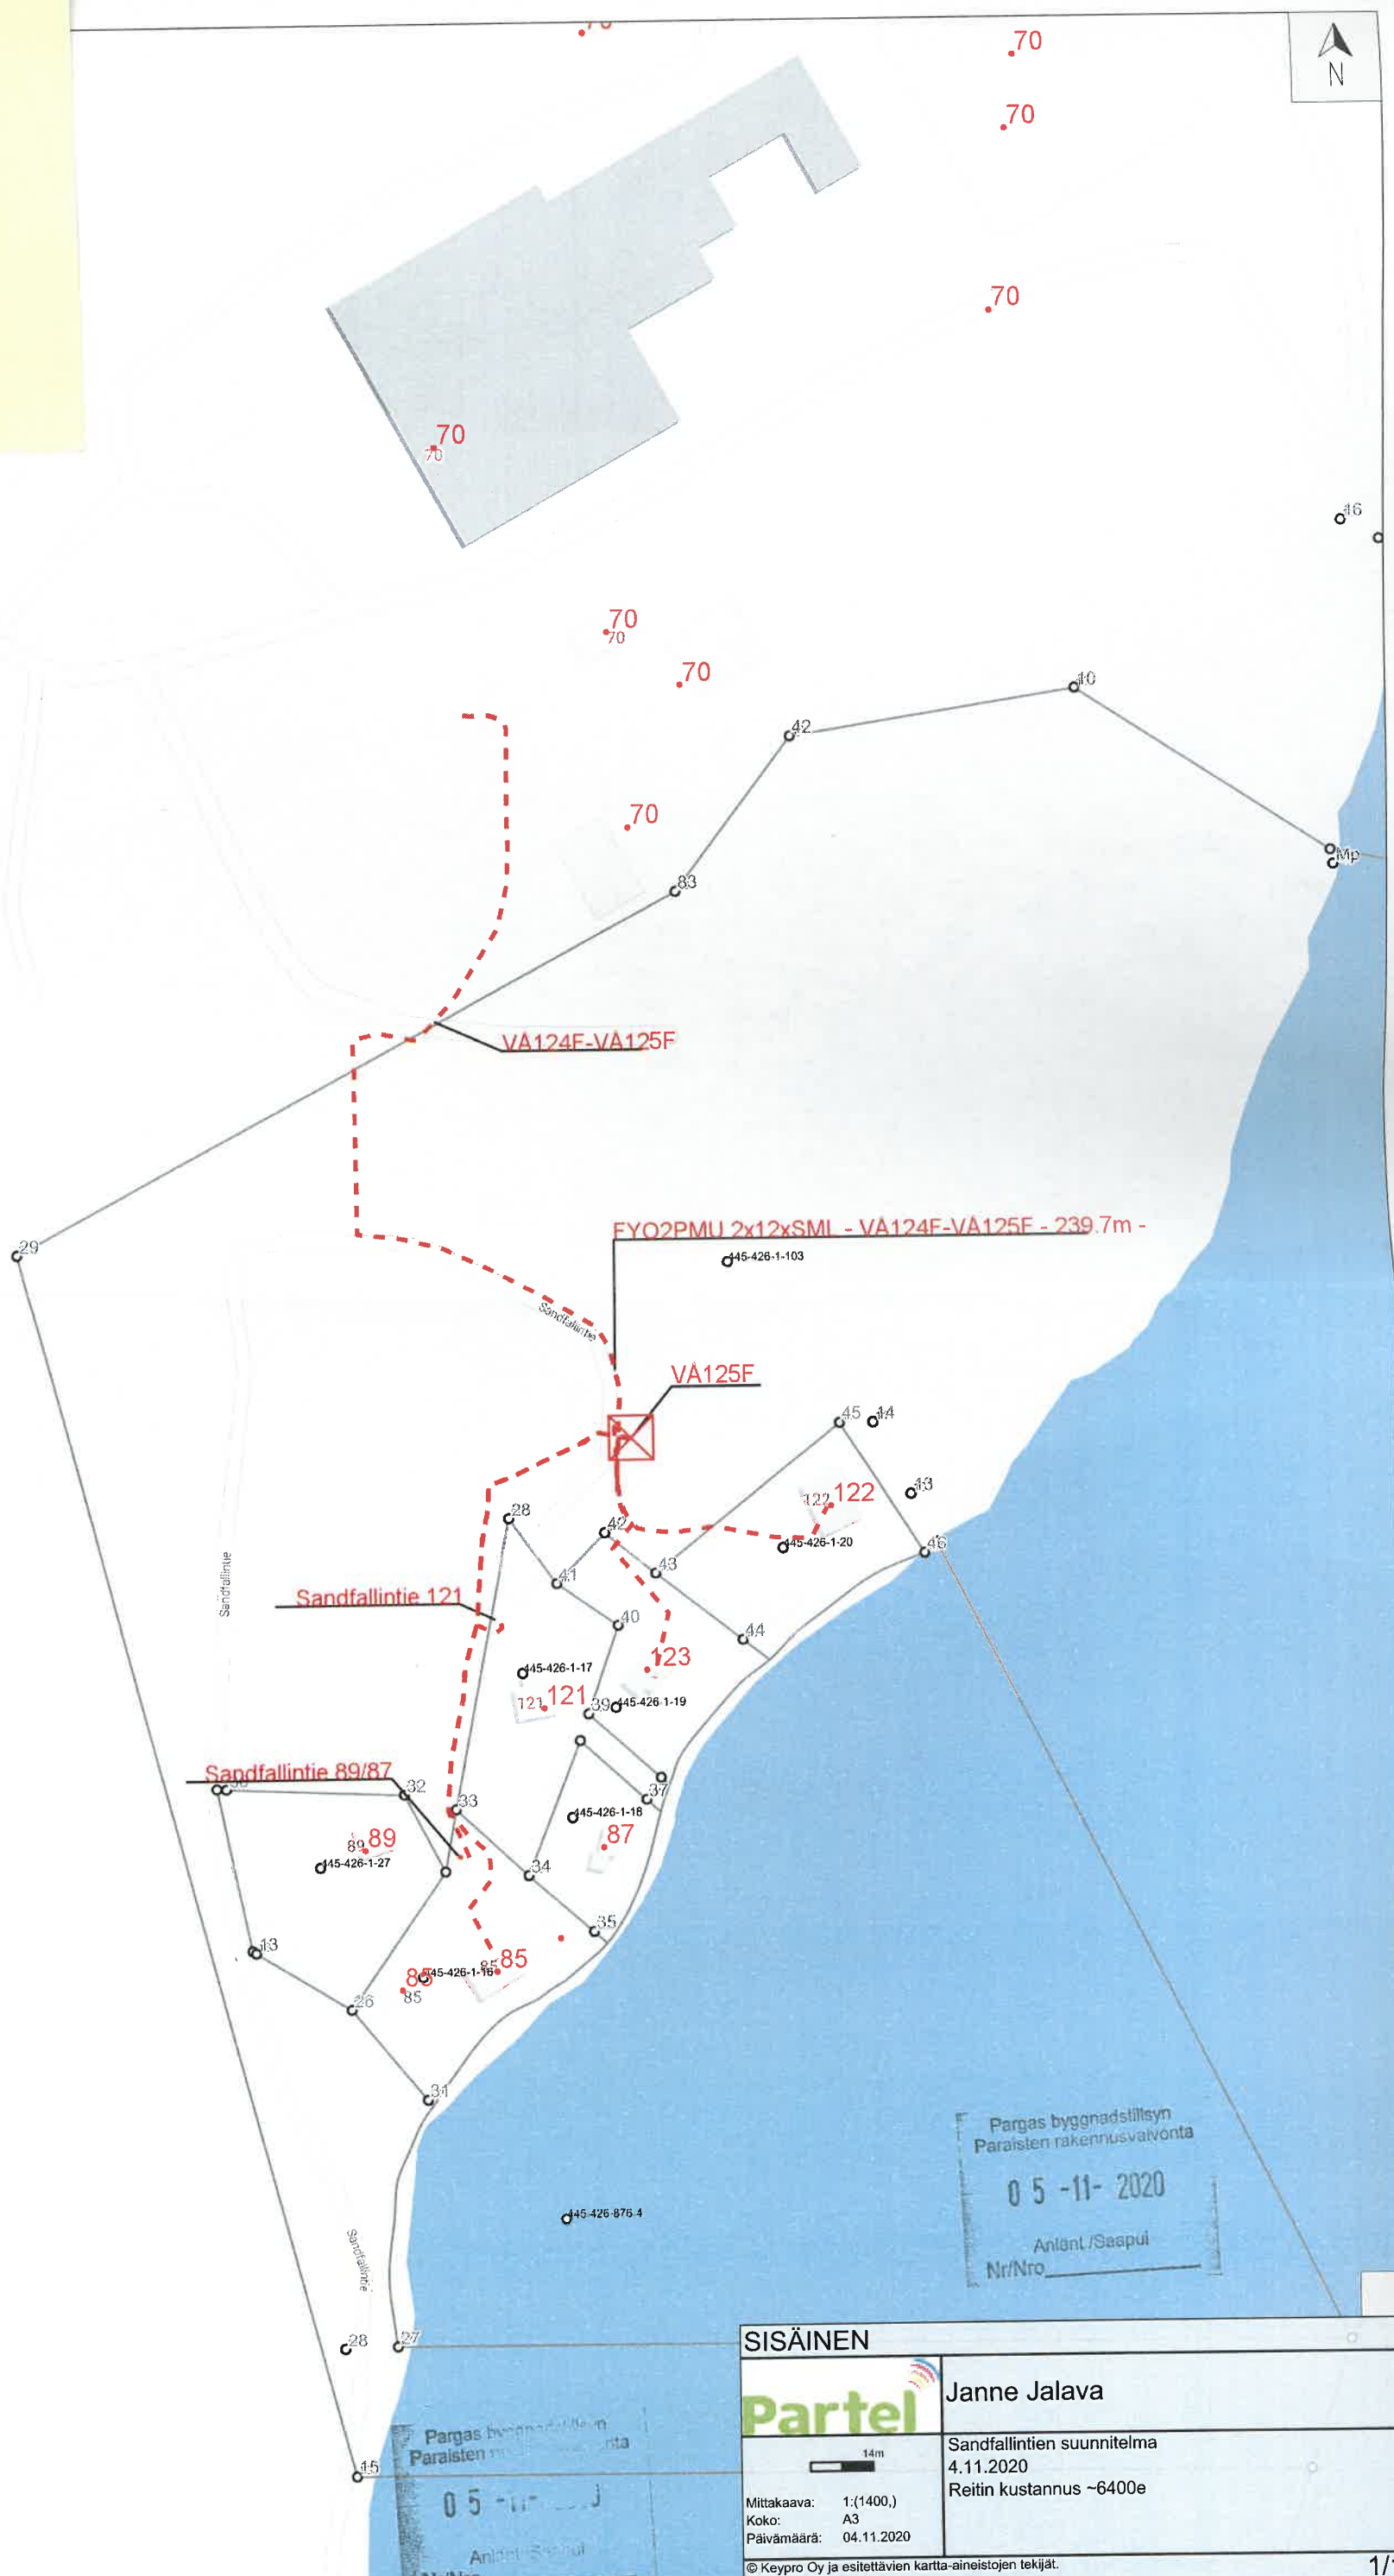 70
N
70
70
70
70
70
46
70
70
70
10
42
70
Mp
83
VÅ124F-VÅ125F
FYO2PMU 2x12xSML - VÅ124F-VÅ125F - 239.7m -
29
445-426-1-103
Sandfallintie
VÅ125F
45
44
43
122
122
28
42
445-426-1-20
46
43
41
Sandfallintie
Sandfallintie 121
40
44
123
445-426-1-17
121
121
39
445-426-1-19
Sandfallintie 89/87
32
37
33
445-426-1-18
87
89
89
445-426-1-27
34
35
13
85
85
85
445-426-1-16
85
26
31
Pargas byggnadstillsyn
Paraisten rakennusvalvonta
05 -11- 2020
Anlänt /Saapui
Nr/Nro
445-426-876-4
Sandfallintie
28
27
SISÄINEN
Partel
Janne Jalava
14m
Sandfallintien suunnitelma
4.11.2020
Reitin kustannus ~6400e
Mittakaava: 1:(1400,)
Koko: A3
Päivämäärä: 04.11.2020
© Keypro Oy ja esitettävien kartta-aineistojen tekijät.
15
Pargas
Paraisten
05